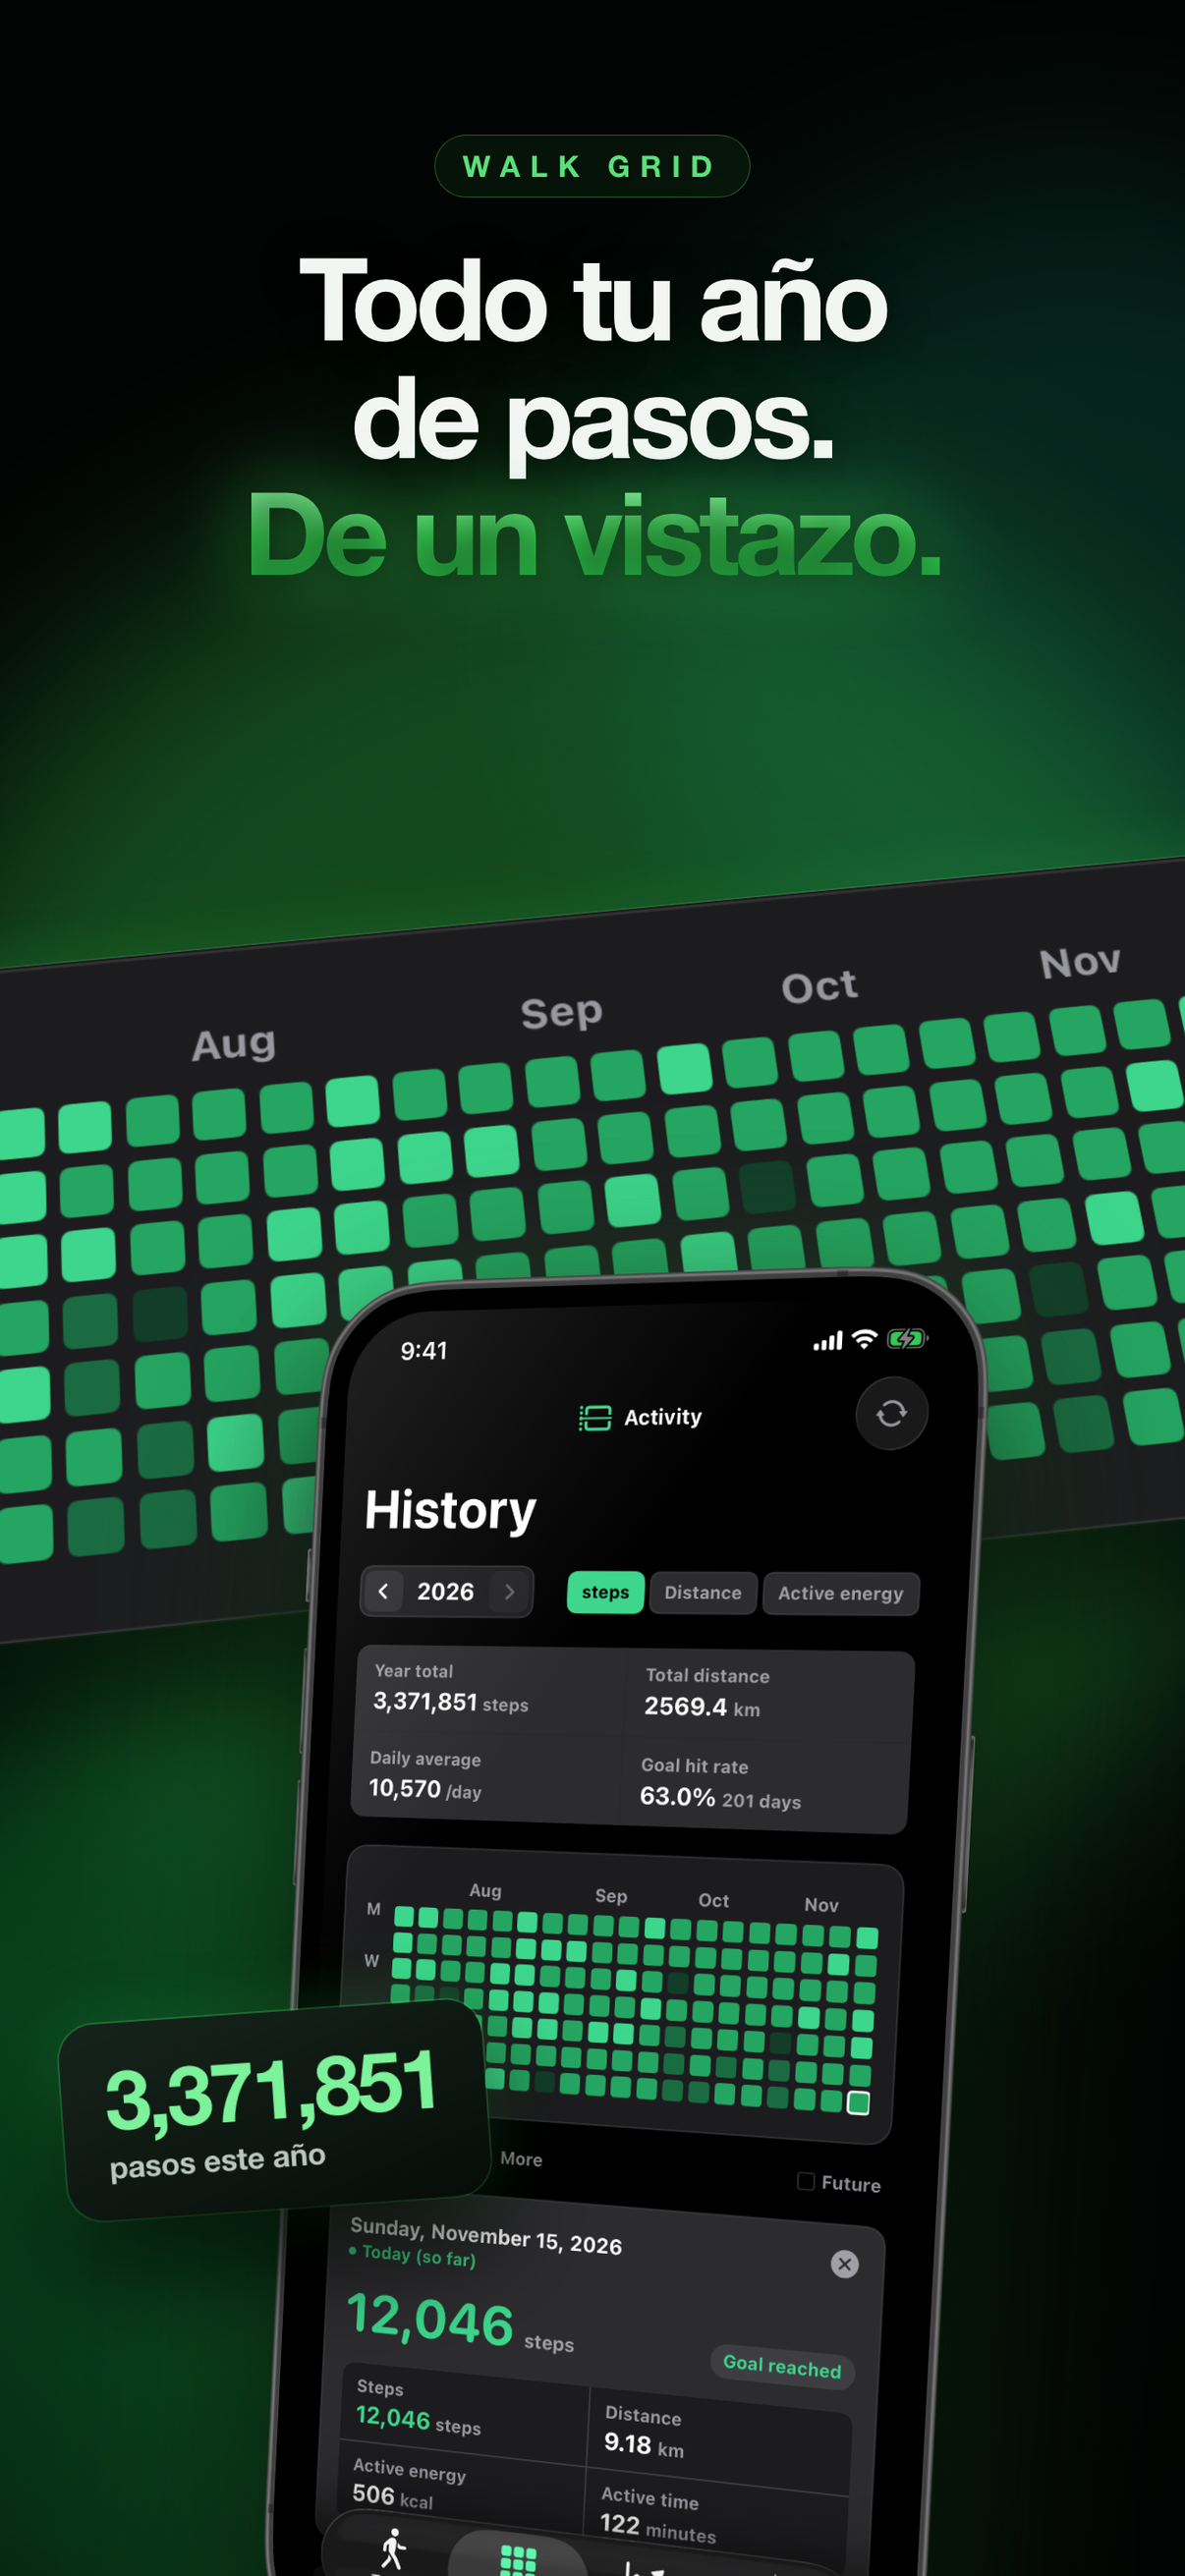 WALK GRID
Todo tu año
de pasos.
De un vistazo.
Aug Sep Oct Nov
9:41
Activity
History
2026 steps Distance Active energy
Year total Total distance
3,371,851 steps 2569.4 km
Daily average Goal hit rate
10,570 /day 63.0% 201 days
Aug Sep Oct Nov
M
W
3,371,851
pasos este año
More Future
Sunday, November 15, 2026
Today (so far)
12,046 steps
Goal reached
Steps Distance
12,046 steps 9.18 km
Active energy Active time
506 kcal 122 minutes